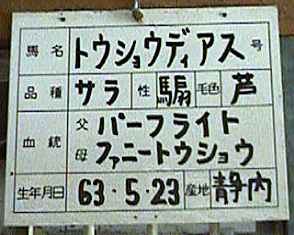 馬名 トウショウディアス号
品種 サラ 性 騸 毛色 芦
血統 父 パーフライト
母 ファニートウショウ
生年月日 63・5・23 産地 静内